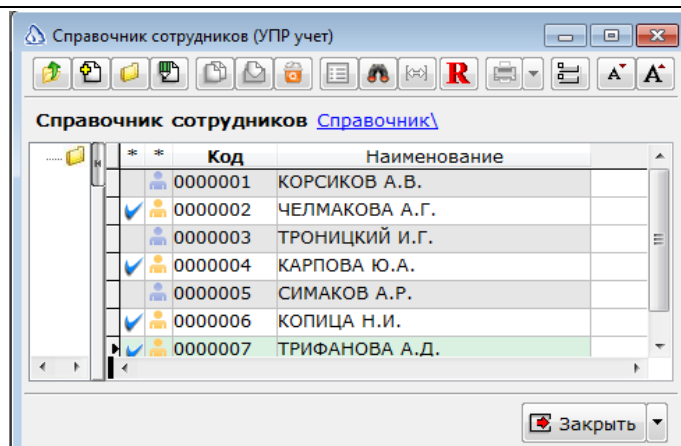 Справочник сотрудников (УПР учет)
R A A
Справочник сотрудников Справочник\
* * Код Наименование
0000001 КОРСИКОВ А.В.
0000002 ЧЕЛМАКОВА А.Г.
0000003 ТРОНИЦКИЙ И.Г.
0000004 КАРПОВА Ю.А.
0000005 СИМАКОВ А.Р.
0000006 КОПИЦА Н.И.
0000007 ТРИФАНОВА А.Д.
Закрыть